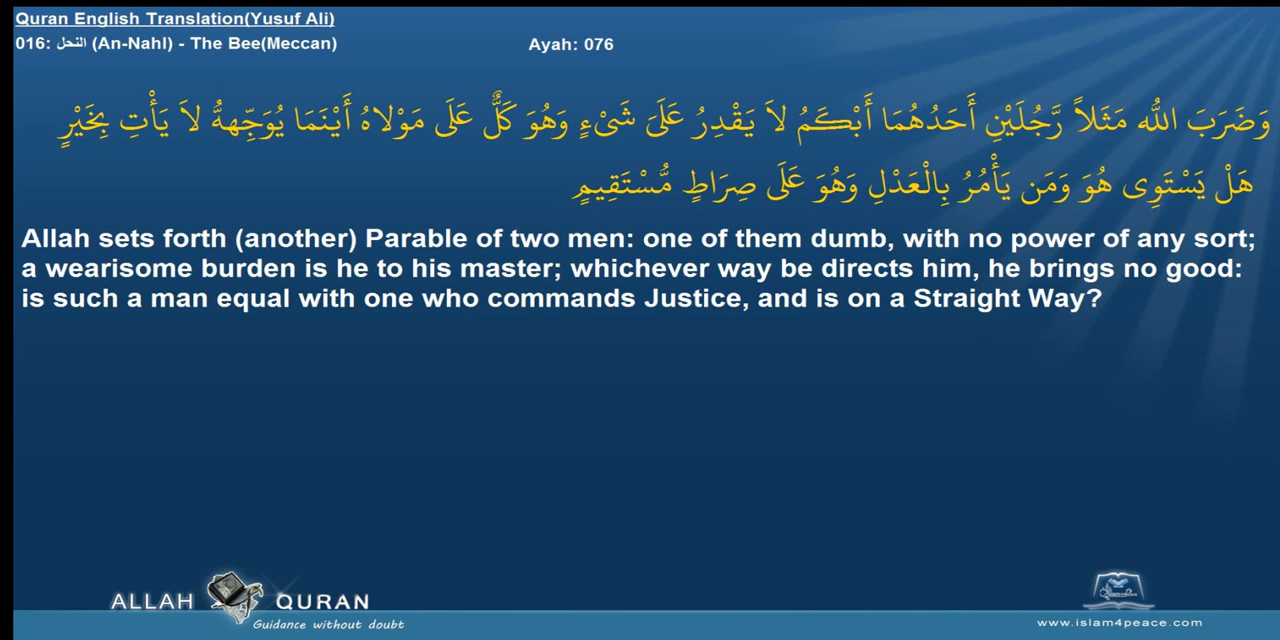 Quran English Translation(Yusuf Ali)
016: النحل (An-Nahl) - The Bee(Meccan)
Ayah: 076
وَضَرَبَ اللّه مَثَلاً رَّجُلَيْنِ أَحَدُهُمَا أَبْكَمُ لاَ يَقْدِرُ عَلَىَ شَىْءٍ وَهُوَ كَلٌّ عَلَى مَوْلاهُ أَيْنَمَا يُوَجِّههُّ لاَ يَأْتِ بِخَيْرٍ
هَلْ يَسْتَوِى هُوَ وَمَن يَأْمُرُ بِالْعَدْلِ وَهُوَ عَلَى صِرَاطٍ مُّسْتَقِيمٍ
Allah sets forth (another) Parable of two men: one of them dumb, with no power of any sort;
a wearisome burden is he to his master; whichever way be directs him, he brings no good:
is such a man equal with one who commands Justice, and is on a Straight Way?
ALLAH QURAN
Guidance without doubt
www.islam4peace.com